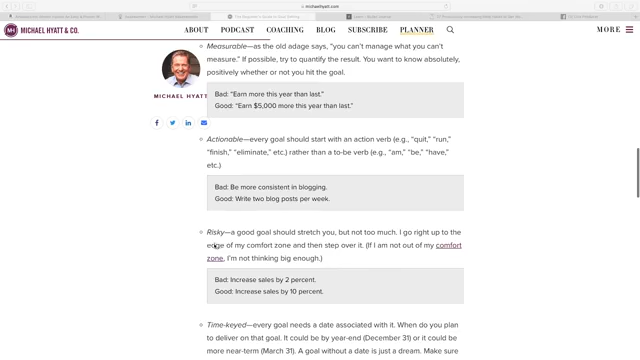 michaelhyatt.com
MICHAEL HYATT & CO.
ABOUT PODCAST COACHING BLOG SUBSCRIBE PLANNER
MORE
MICHAEL HYATT
Measurable—as the old adage says, “you can’t manage what you can’t
measure.” If possible, try to quantify the result. You want to know absolutely,
positively whether or not you hit the goal.
Bad: “Earn more this year than last.”
Good: “Earn $5,000 more this year than last.”
Actionable—every goal should start with an action verb (e.g., “quit,” “run,”
“finish,” “eliminate,” etc.) rather than a to-be verb (e.g., “am,” “be,” “have,”
etc.)
Bad: Be more consistent in blogging.
Good: Write two blog posts per week.
Risky—a good goal should stretch you, but not too much. I go right up to the
edge of my comfort zone and then step over it. (If I am not out of my comfort
zone, I’m not thinking big enough.)
Bad: Increase sales by 2 percent.
Good: Increase sales by 10 percent.
Time-keyed—every goal needs a date associated with it. When do you plan
to deliver on that goal. It could be by year-end (December 31) or it could be
more near-term (March 31). A goal without a date is just a dream. Make sure